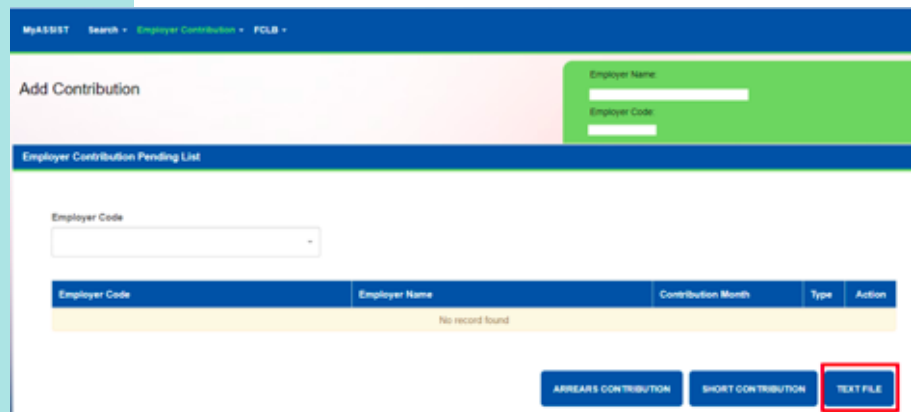 MyASSIST Search Employer Contribution FCLB
Add Contribution
Employer Name:
Employer Code:
Employer Contribution Pending List
Employer Code
Employer Code Employer Name Contribution Month Type Action
No record found
ARREARS CONTRIBUTION SHORT CONTRIBUTION TEXT FILE